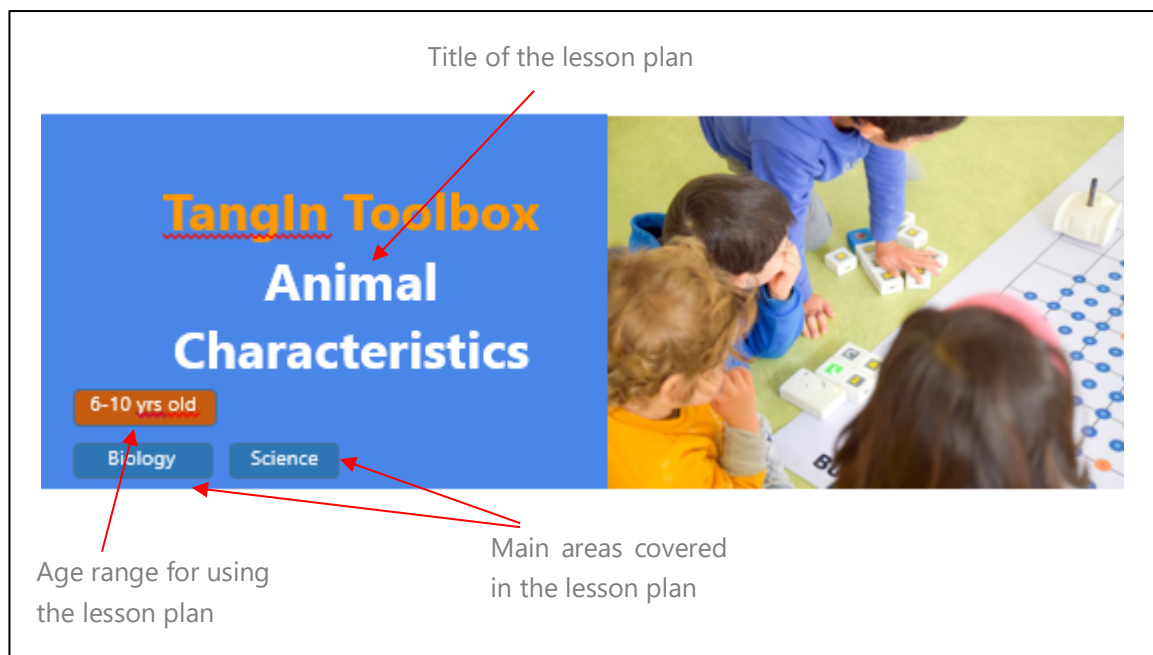 Title of the lesson plan
TangIn Toolbox
Animal
Characteristics
6-10 yrs old
Biology
Science
Age range for using
the lesson plan
Main areas covered
in the lesson plan